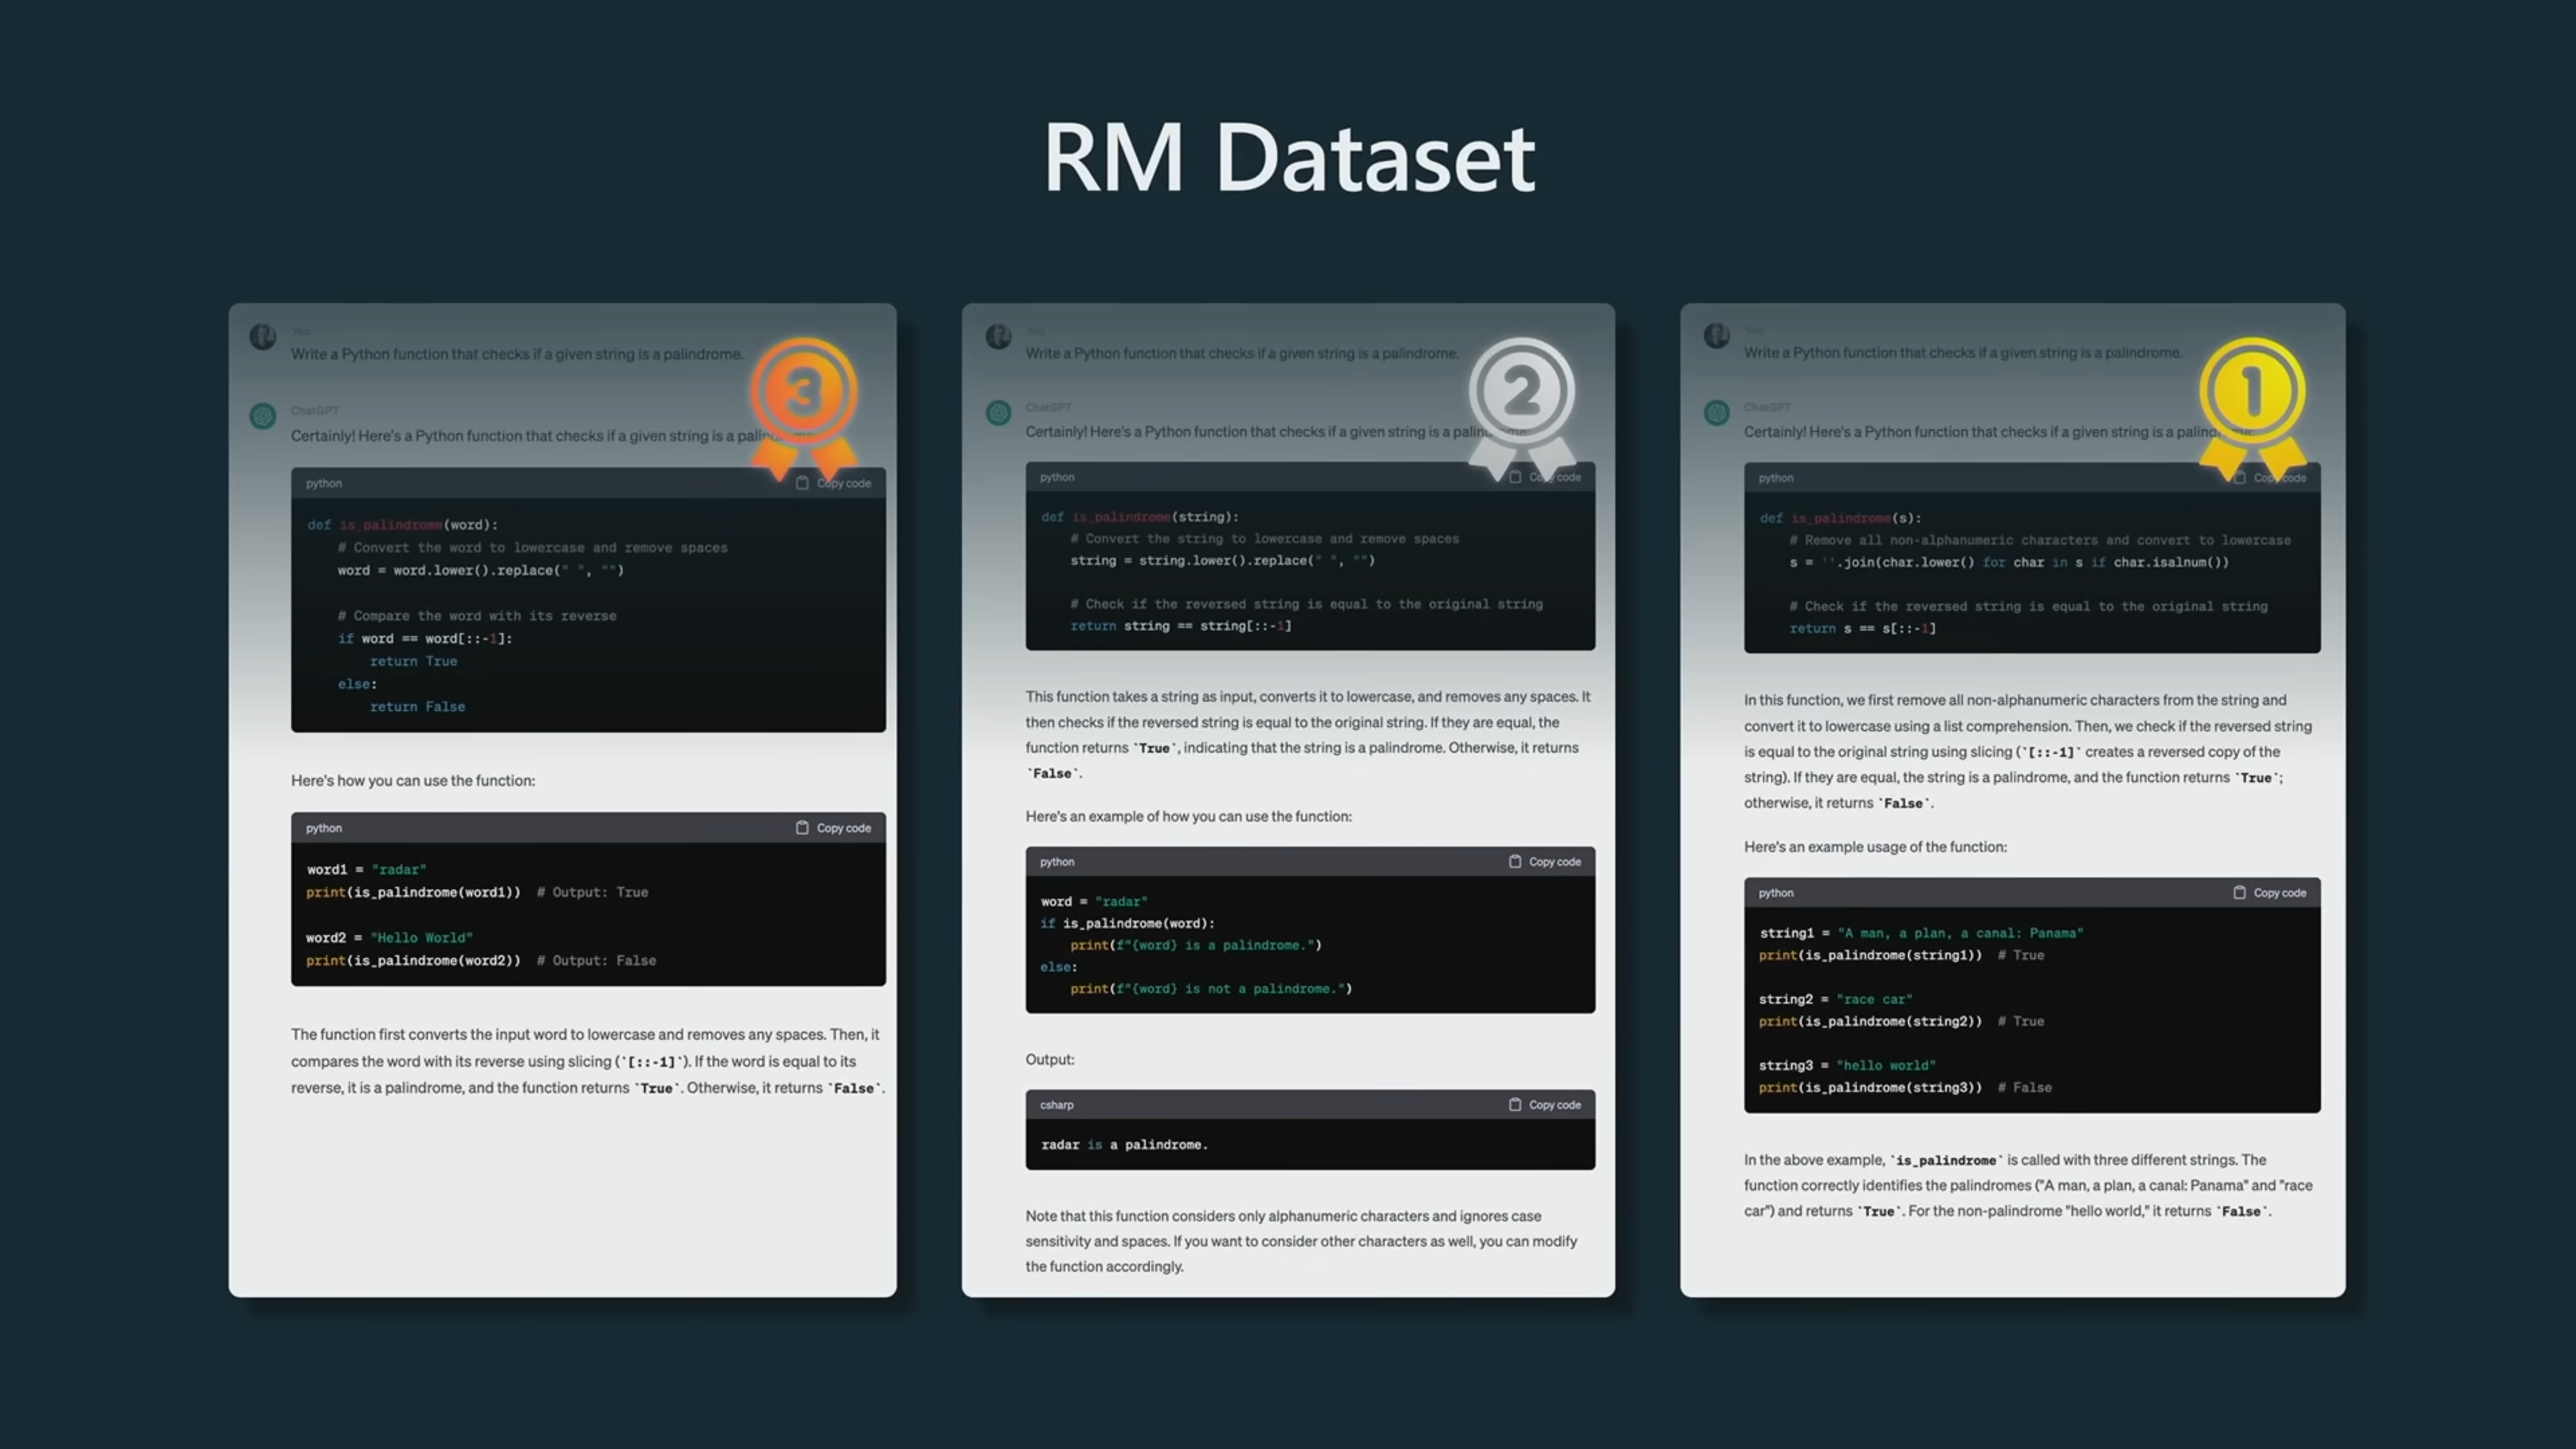 RM Dataset
You
Write a Python function that checks if a given string is a palindrome.
3
ChatGPT
Certainly! Here's a Python function that checks if a given string is a
python
Copy code
def is_palindrome(word):
# Convert the word to lowercase and remove spaces
word = word.lower().replace(" ", "")
# Compare the word with its reverse
if word == word[::-1]:
return True
else:
return False
Here's how you can use the function:
python
Copy code
word1 = "radar"
print(is_palindrome(word1)) # Output: True
word2 = "Hello World"
print(is_palindrome(word2)) # Output: False
The function first converts the input word to lowercase and removes any spaces. Then, it
compares the word with its reverse using slicing (`[::-1]`). If the word is equal to its
reverse, it is a palindrome, and the function returns `True`. Otherwise, it returns `False`.
You
Write a Python function that checks if a given string is a palindrome.
2
ChatGPT
Certainly! Here's a Python function that checks if a given string is a
python
Copy code
def is_palindrome(string):
# Convert the string to lowercase and remove spaces
string = string.lower().replace(" ", "")
# Check if the reversed string is equal to the original string
return string == string[::-1]
This function takes a string as input, converts it to lowercase, and removes any spaces. It
then checks if the reversed string is equal to the original string. If they are equal, the
function returns `True`, indicating that the string is a palindrome. Otherwise, it returns
`False`.
Here's an example of how you can use the function:
python
Copy code
word = "radar"
if is_palindrome(word):
print(f"{word} is a palindrome.")
else:
print(f"{word} is not a palindrome.")
Output:
csharp
Copy code
radar is a palindrome.
Note that this function considers only alphanumeric characters and ignores case
sensitivity and spaces. If you want to consider other characters as well, you can modify
the function accordingly.
You
Write a Python function that checks if a given string is a palindrome.
1
ChatGPT
Certainly! Here's a Python function that checks if a given string is a
python
Copy code
def is_palindrome(s):
# Remove all non-alphanumeric characters and convert to lowercase
s = ''.join(char.lower() for char in s if char.isalnum())
# Check if the reversed string is equal to the original string
return s == s[::-1]
In this function, we first remove all non-alphanumeric characters from the string and
convert it to lowercase using a list comprehension. Then, we check if the reversed string
is equal to the original string using slicing (`[::-1]` creates a reversed copy of the
string). If they are equal, the string is a palindrome, and the function returns `True`;
otherwise, it returns `False`.
Here's an example usage of the function:
python
Copy code
string1 = "A man, a plan, a canal: Panama"
print(is_palindrome(string1)) # True
string2 = "race car"
print(is_palindrome(string2)) # True
string3 = "hello world"
print(is_palindrome(string3)) # False
In the above example, `is_palindrome` is called with three different strings. The
function correctly identifies the palindromes ("A man, a plan, a canal: Panama" and "race
car") and returns `True`. For the non-palindrome "hello world," it returns `False`.